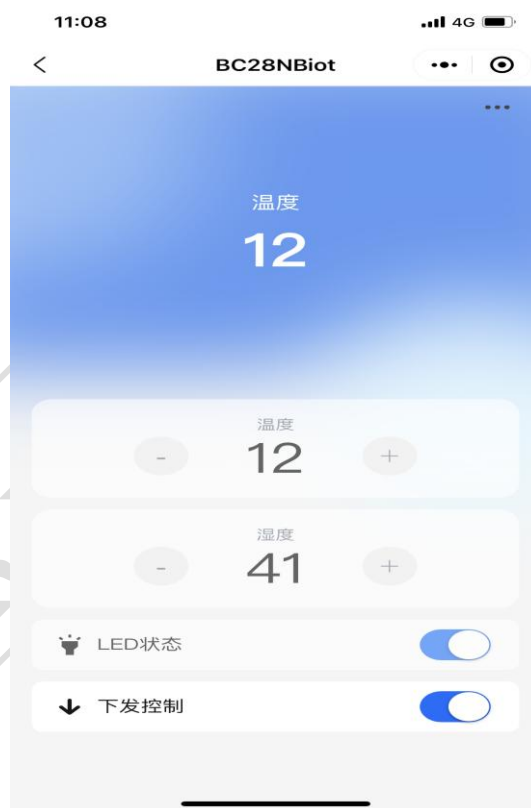 11:08
4G
BC28NBiot
温度
12
温度
- 12 +
湿度
- 41 +
LED状态
下发控制